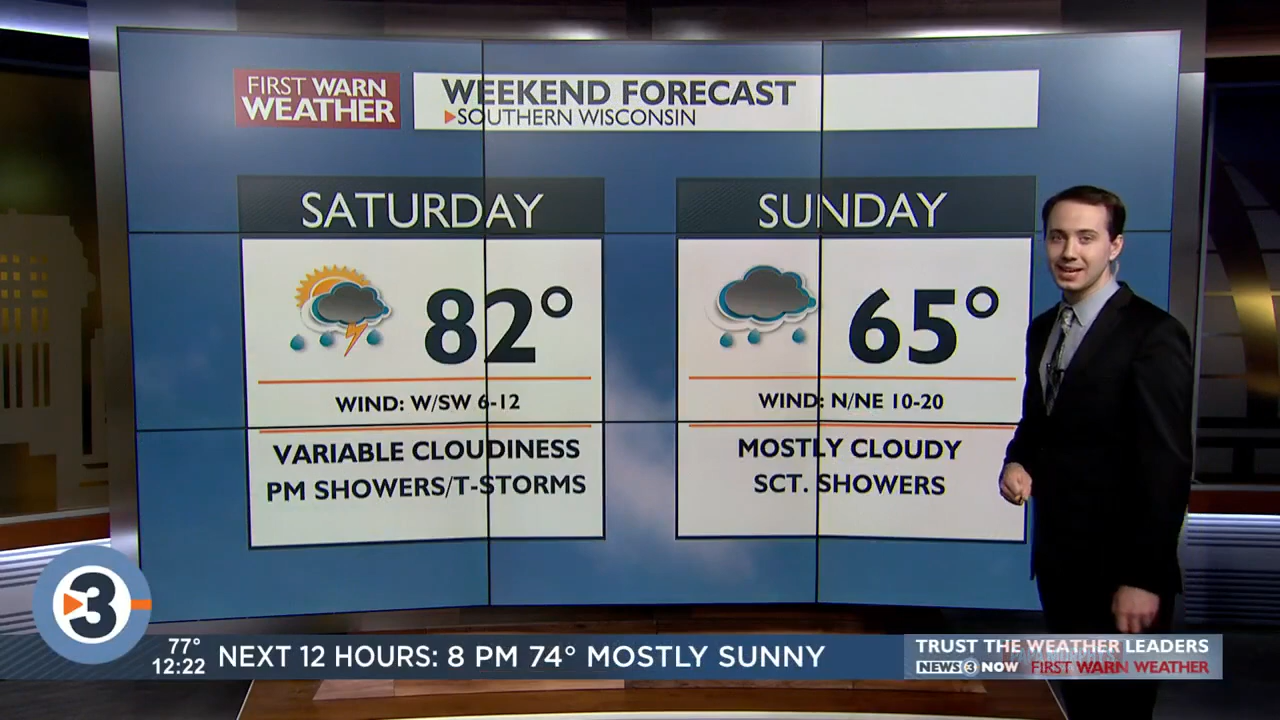 FIRST WARN
WEATHER
WEEKEND FORECAST
SOUTHERN WISCONSIN
SATURDAY
82°
WIND: W/SW 6-12
VARIABLE CLOUDINESS
PM SHOWERS/T-STORMS
SUNDAY
65°
WIND: N/NE 10-20
MOSTLY CLOUDY
SCT. SHOWERS
3
77°
12:22
NEXT 12 HOURS: 8 PM 74° MOSTLY SUNNY
TRUST THE WEATHER LEADERS
NEWS 3 NOW FIRST WARN WEATHER